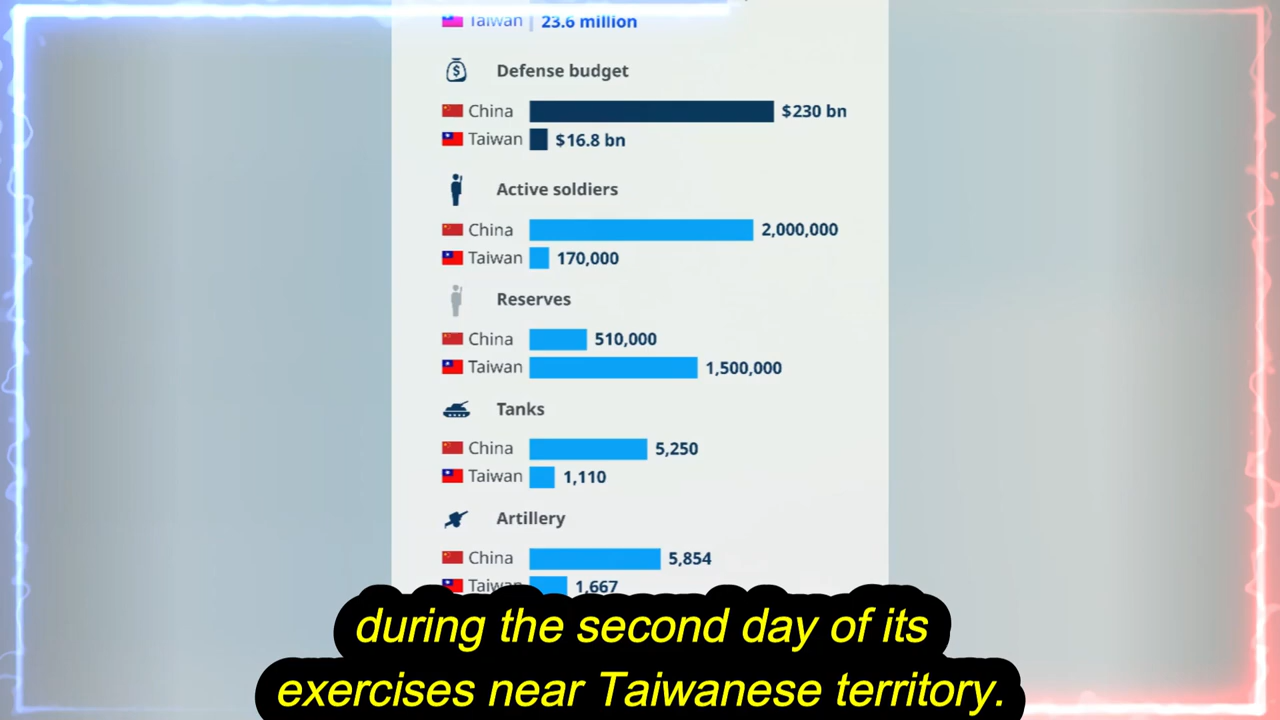 Taiwan 23.6 million
Defense budget
China $230 bn
Taiwan $16.8 bn
Active soldiers
China 2,000,000
Taiwan 170,000
Reserves
China 510,000
Taiwan 1,500,000
Tanks
China 5,250
Taiwan 1,110
Artillery
China 5,854
Taiwan 1,667
during the second day of its
exercises near Taiwanese territory.